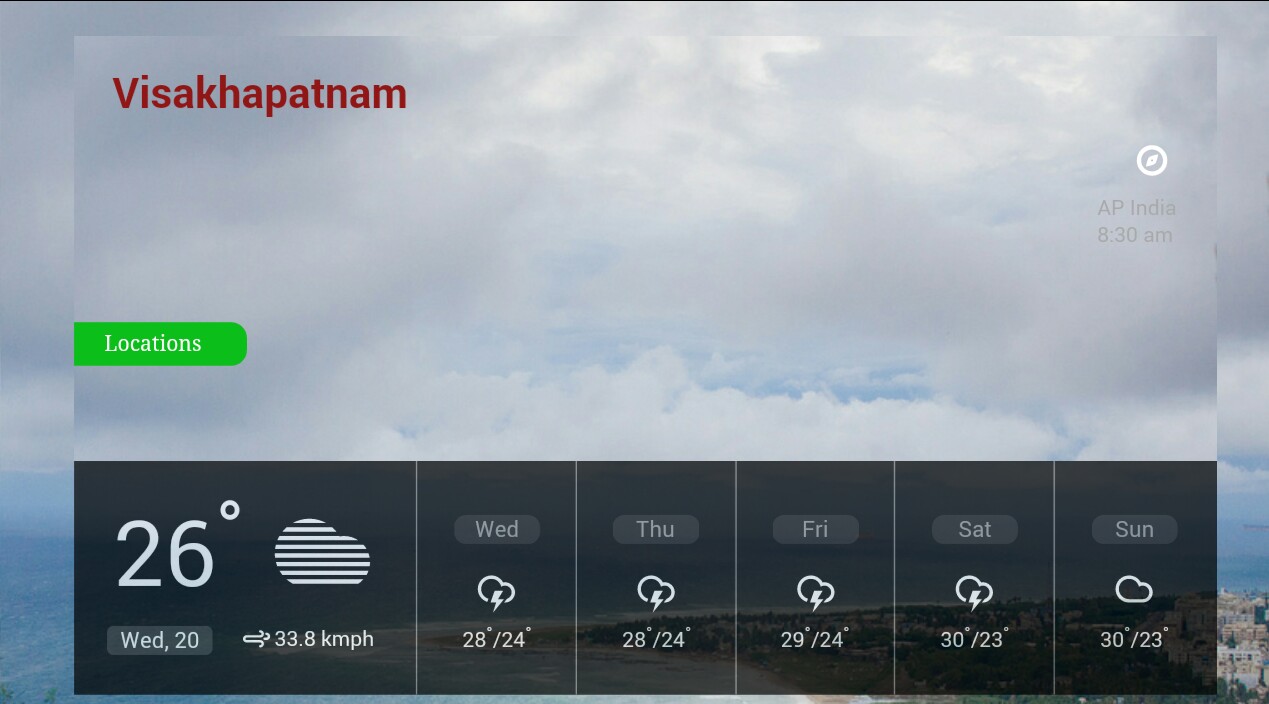 Visakhapatnam
AP India
8:30 am
Locations
26°
Wed, 20
33.8 kmph
Wed
28°/24°
Thu
28°/24°
Fri
29°/24°
Sat
30°/23°
Sun
30°/23°